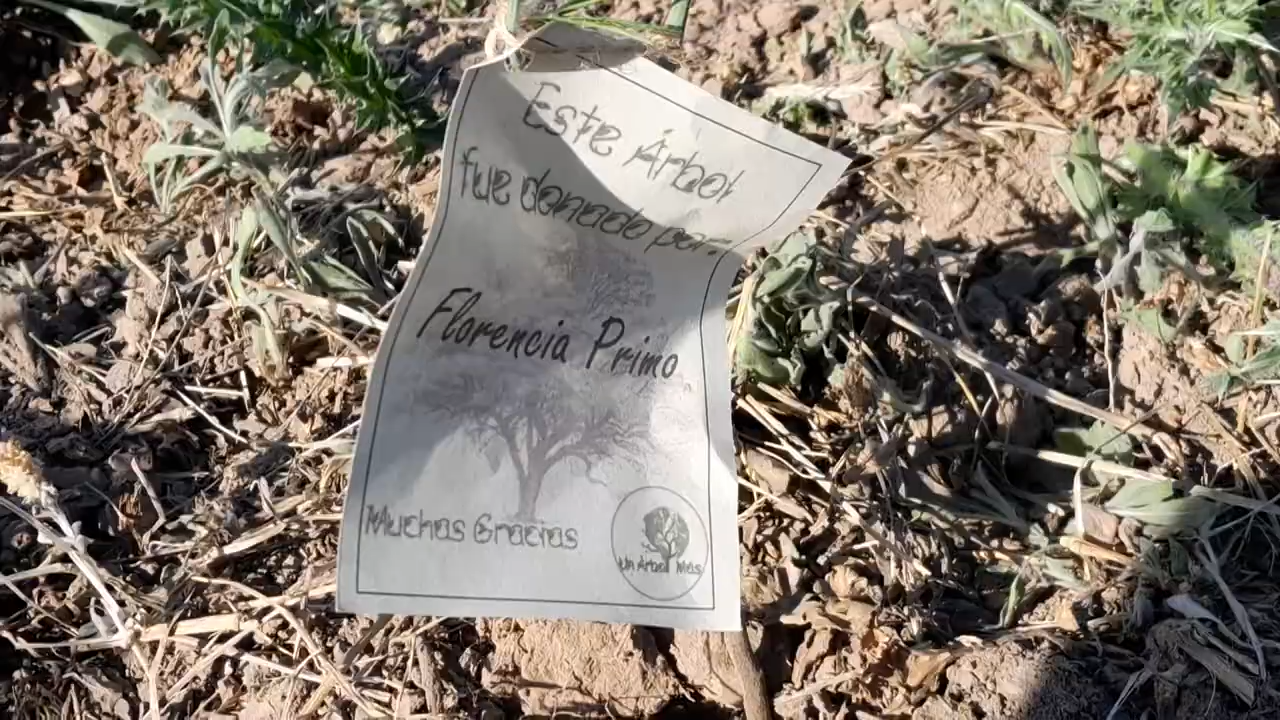 Este Árbol
fue donado por:
Florencia Primo
Muchas Gracias
Un Árbol Más